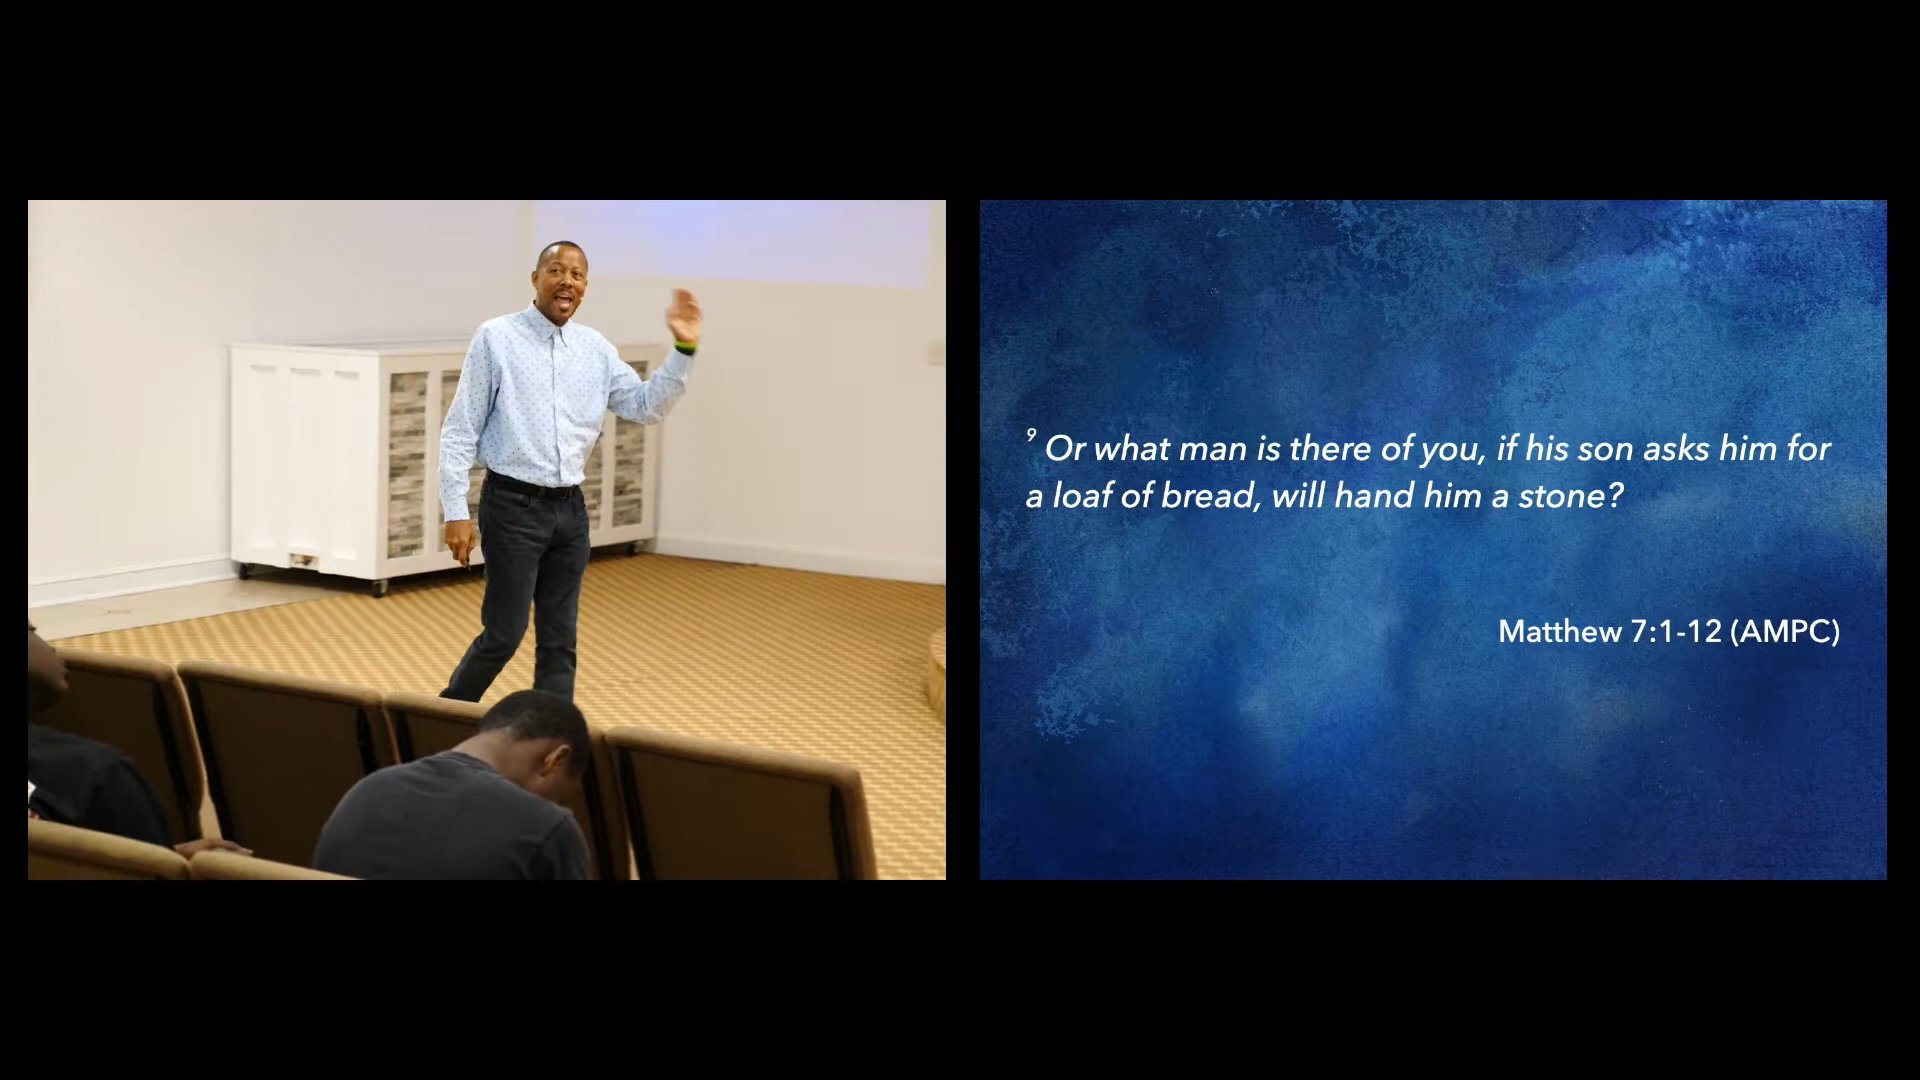 ⁹ Or what man is there of you, if his son asks him for
a loaf of bread, will hand him a stone?
Matthew 7:1-12 (AMPC)